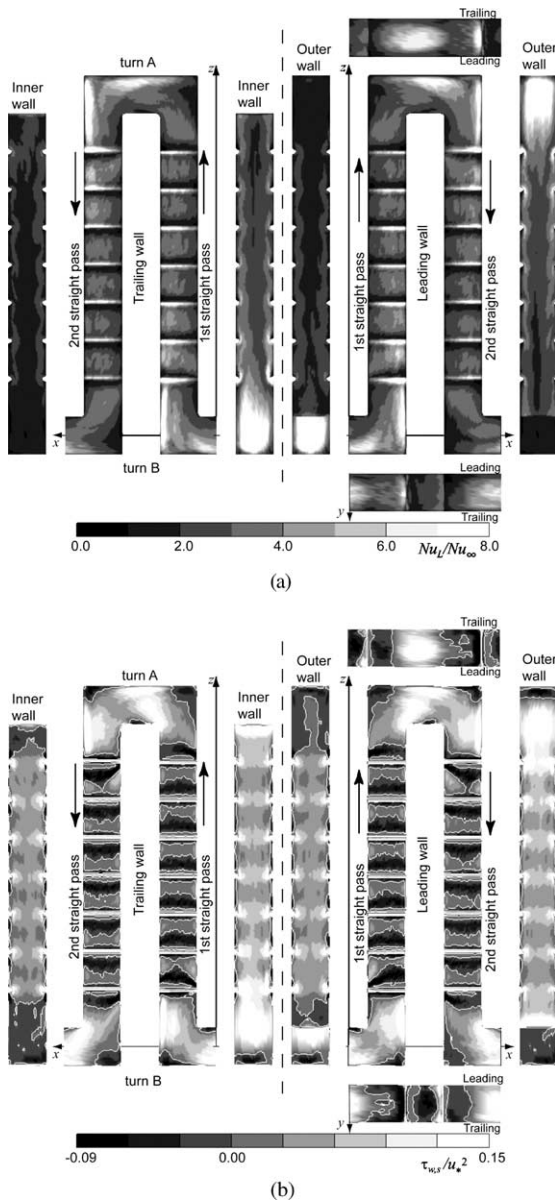 Trailing
Leading
turn A
z
Inner
wall
Inner
wall
Outer
wall
Outer
wall
2nd straight pass
Trailing wall
1st straight pass
1st straight pass
Leading wall
2nd straight pass
x
x
turn B
Leading
Trailing
y
0.0 2.0 4.0 6.0 Nu_L/Nu_∞ 8.0
(a)
Trailing
Leading
turn A
z
Inner
wall
Inner
wall
Outer
wall
Outer
wall
2nd straight pass
Trailing wall
1st straight pass
1st straight pass
Leading wall
2nd straight pass
x
x
turn B
Leading
Trailing
y
-0.09 0.00 τ_{w,s}/u_*^2 0.15
(b)